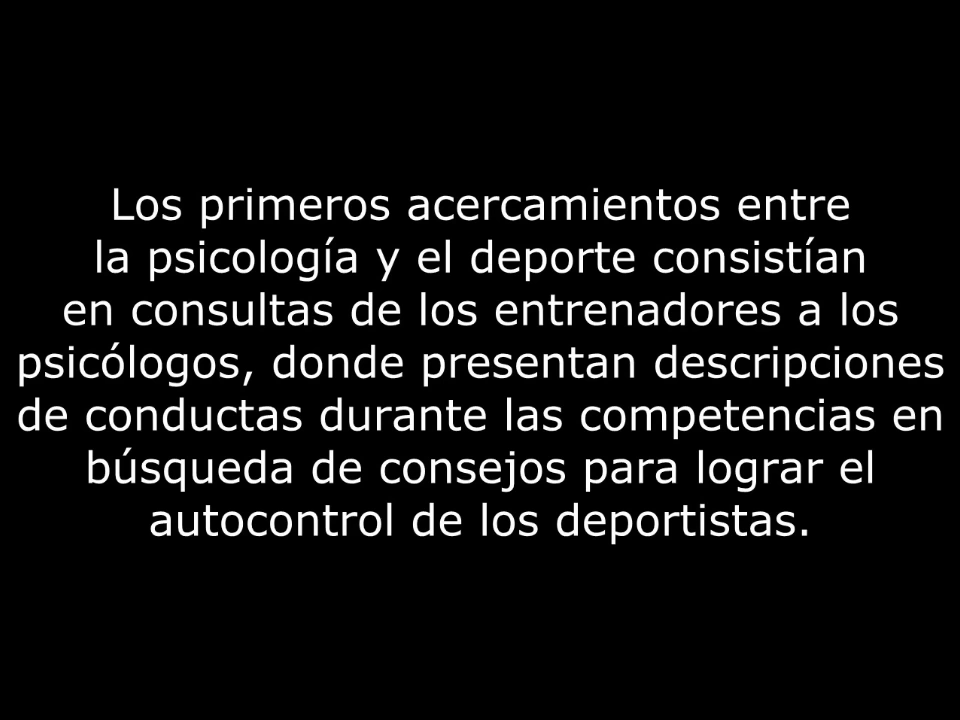 Los primeros acercamientos entre
la psicología y el deporte consistían
en consultas de los entrenadores a los
psicólogos, donde presentan descripciones
de conductas durante las competencias en
búsqueda de consejos para lograr el
autocontrol de los deportistas.